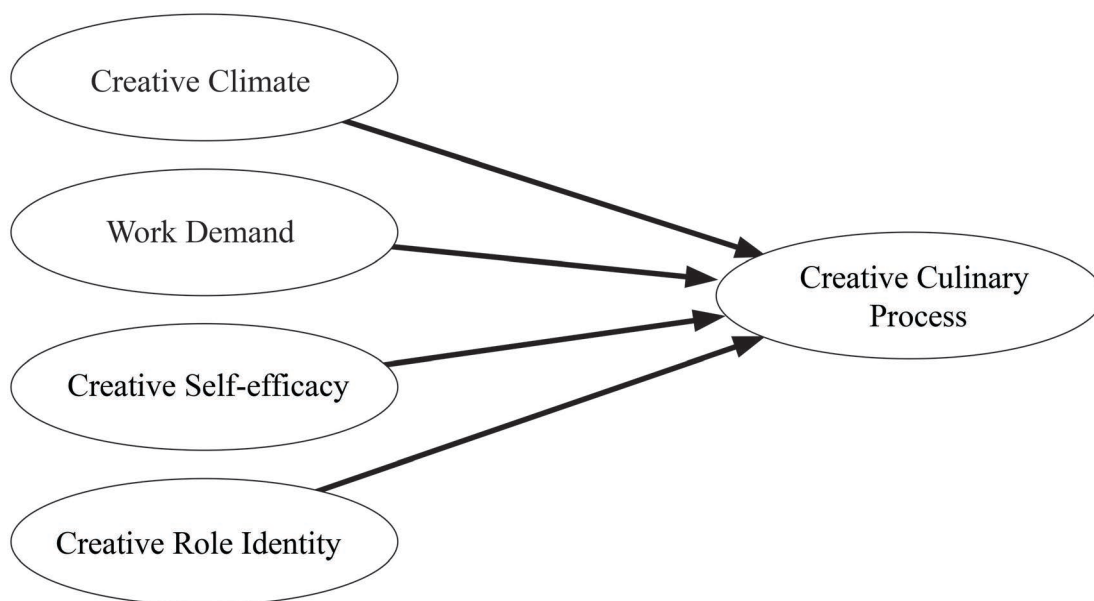 Creative Climate
Work Demand
Creative Culinary
Process
Creative Self-efficacy
Creative Role Identity